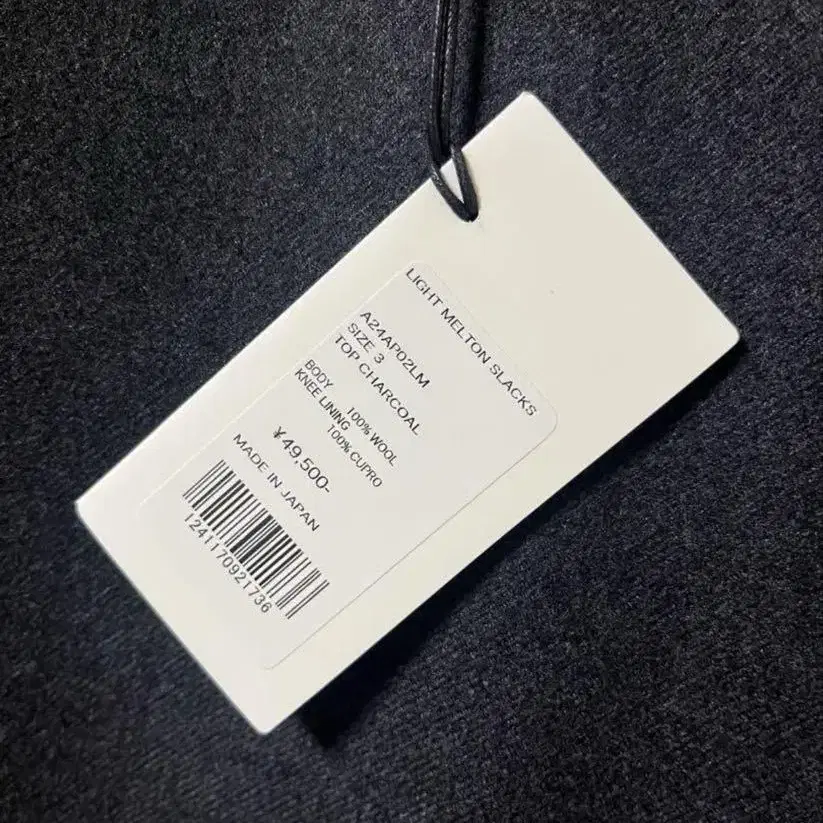 LIGHT MELTON SLACKS
A24AP02LM
SIZE 3
TOP CHARCOAL
BODY 100% WOOL
KNEE LINING 100% CUPRO
¥49,500-
MADE IN JAPAN
1241170921736